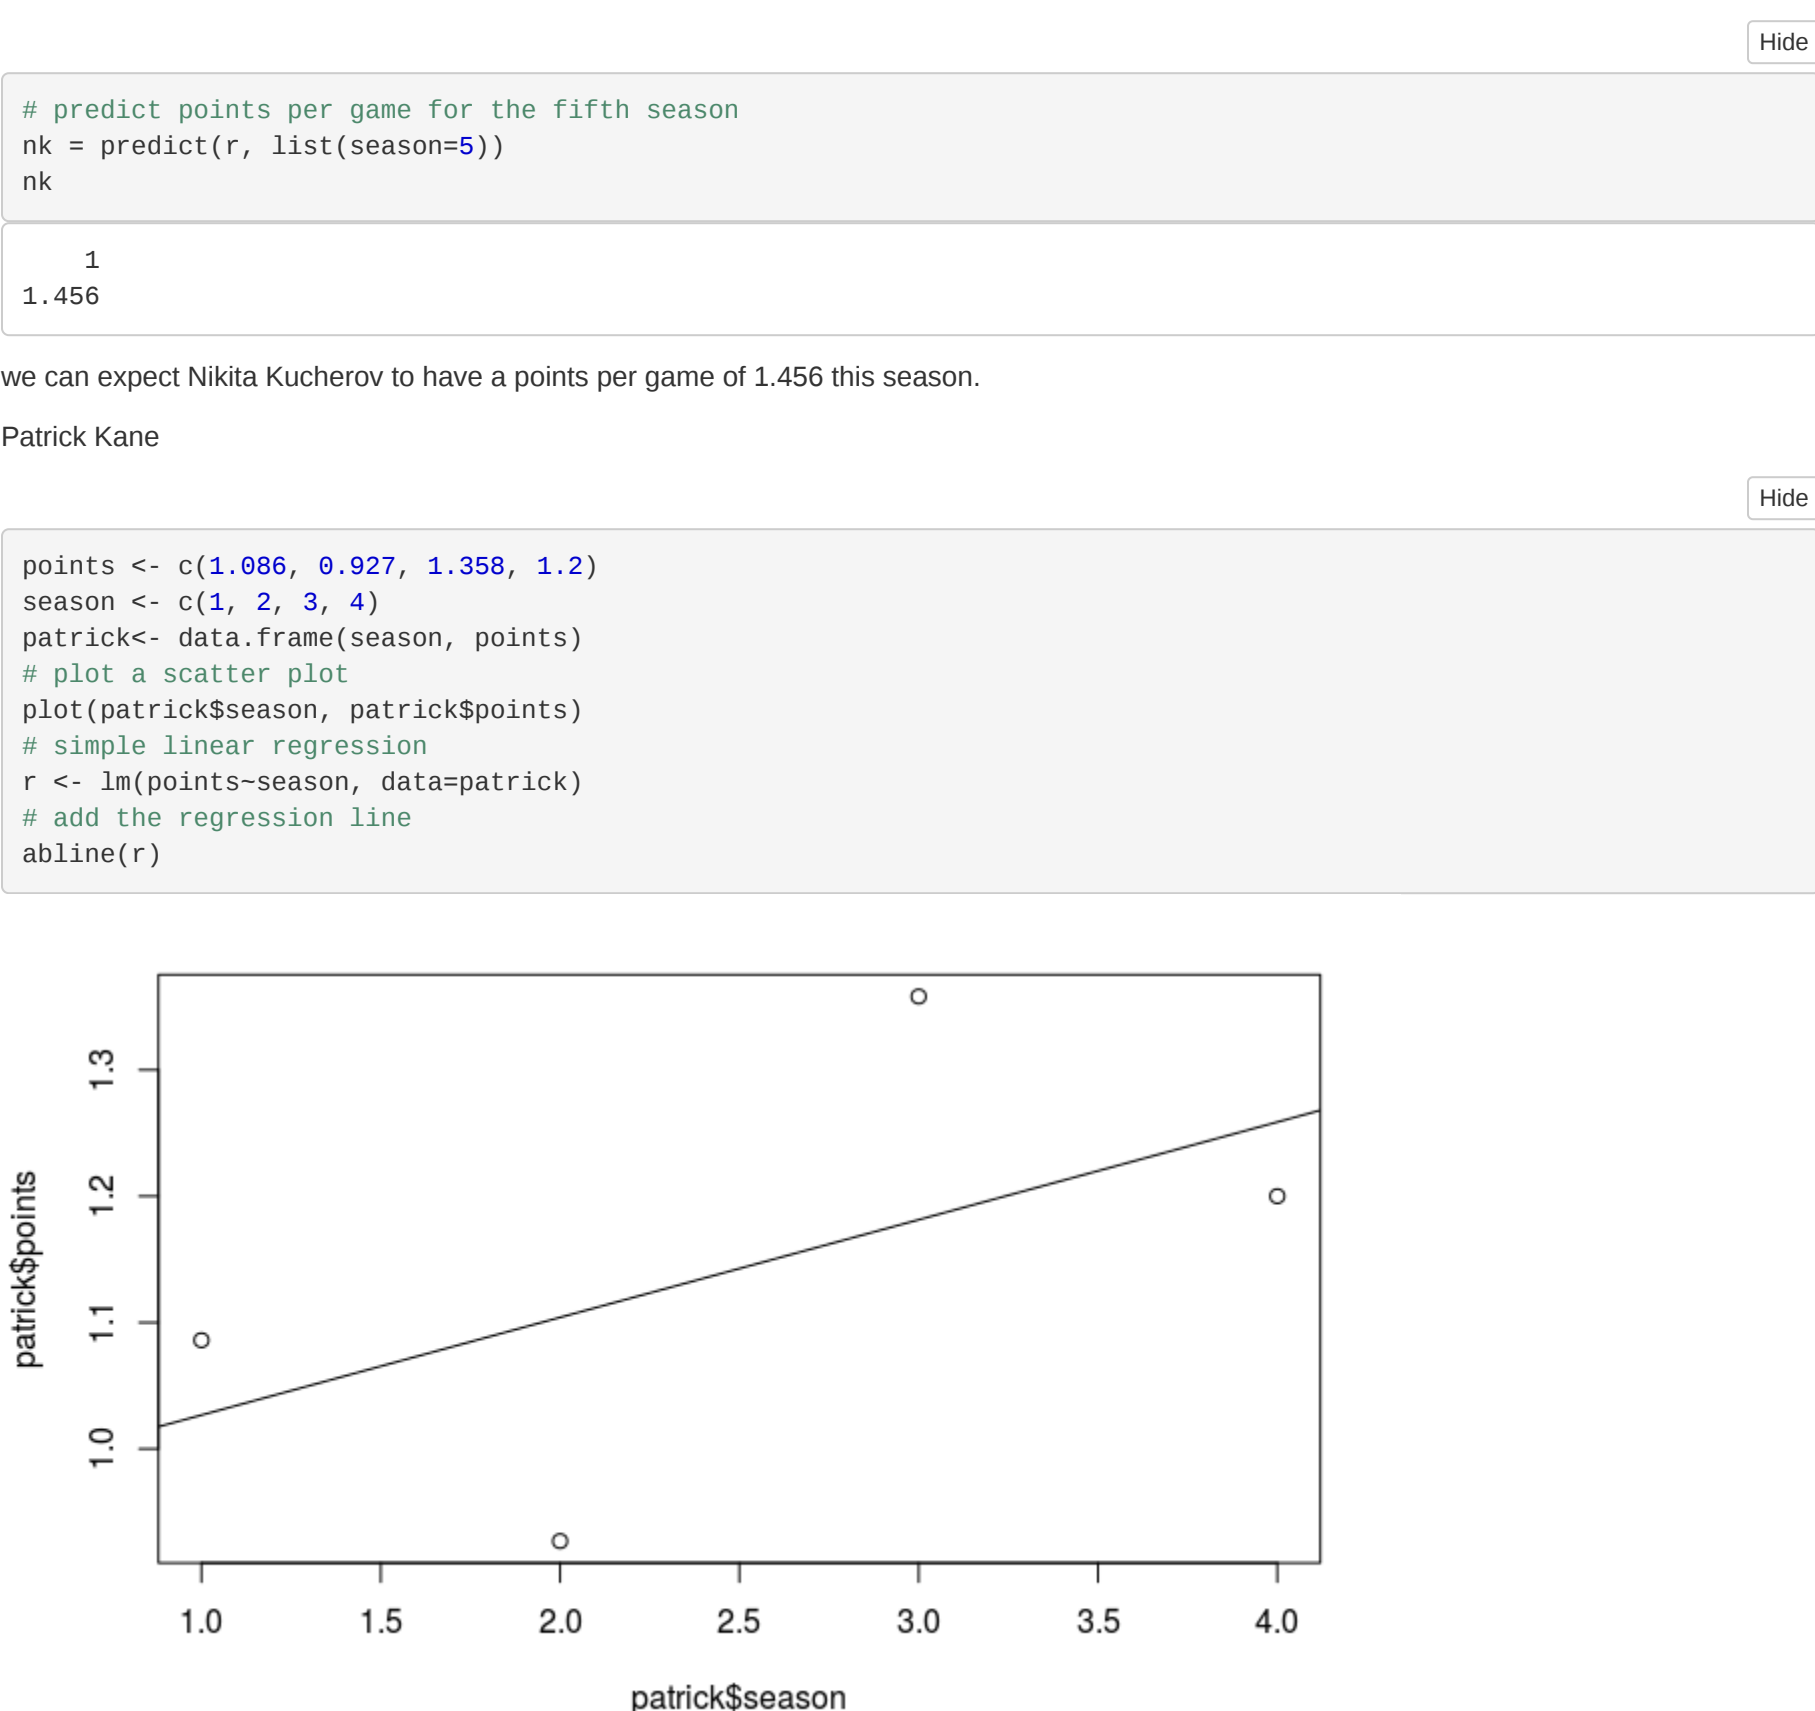 Hide
# predict points per game for the fifth season
nk = predict(r, list(season=5))
nk
1
1.456
we can expect Nikita Kucherov to have a points per game of 1.456 this season.
Patrick Kane
Hide
points <- c(1.086, 0.927, 1.358, 1.2)
season <- c(1, 2, 3, 4)
patrick<- data.frame(season, points)
# plot a scatter plot
plot(patrick$season, patrick$points)
# simple linear regression
r <- lm(points~season, data=patrick)
# add the regression line
abline(r)
patrick$points
1.3
1.2
1.1
1.0
1.0 1.5 2.0 2.5 3.0 3.5 4.0
patrick$season